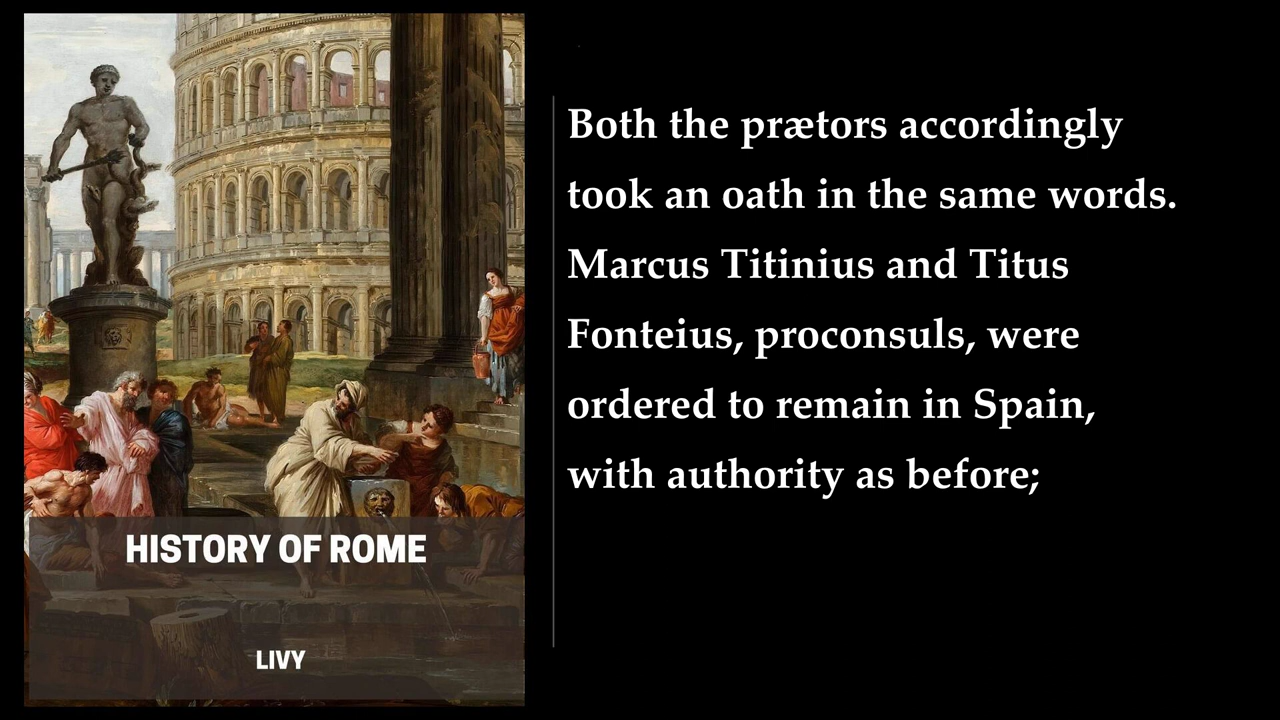 Both the prætors accordingly
took an oath in the same words.
Marcus Titinius and Titus
Fonteius, proconsuls, were
ordered to remain in Spain,
with authority as before;
HISTORY OF ROME
LIVY